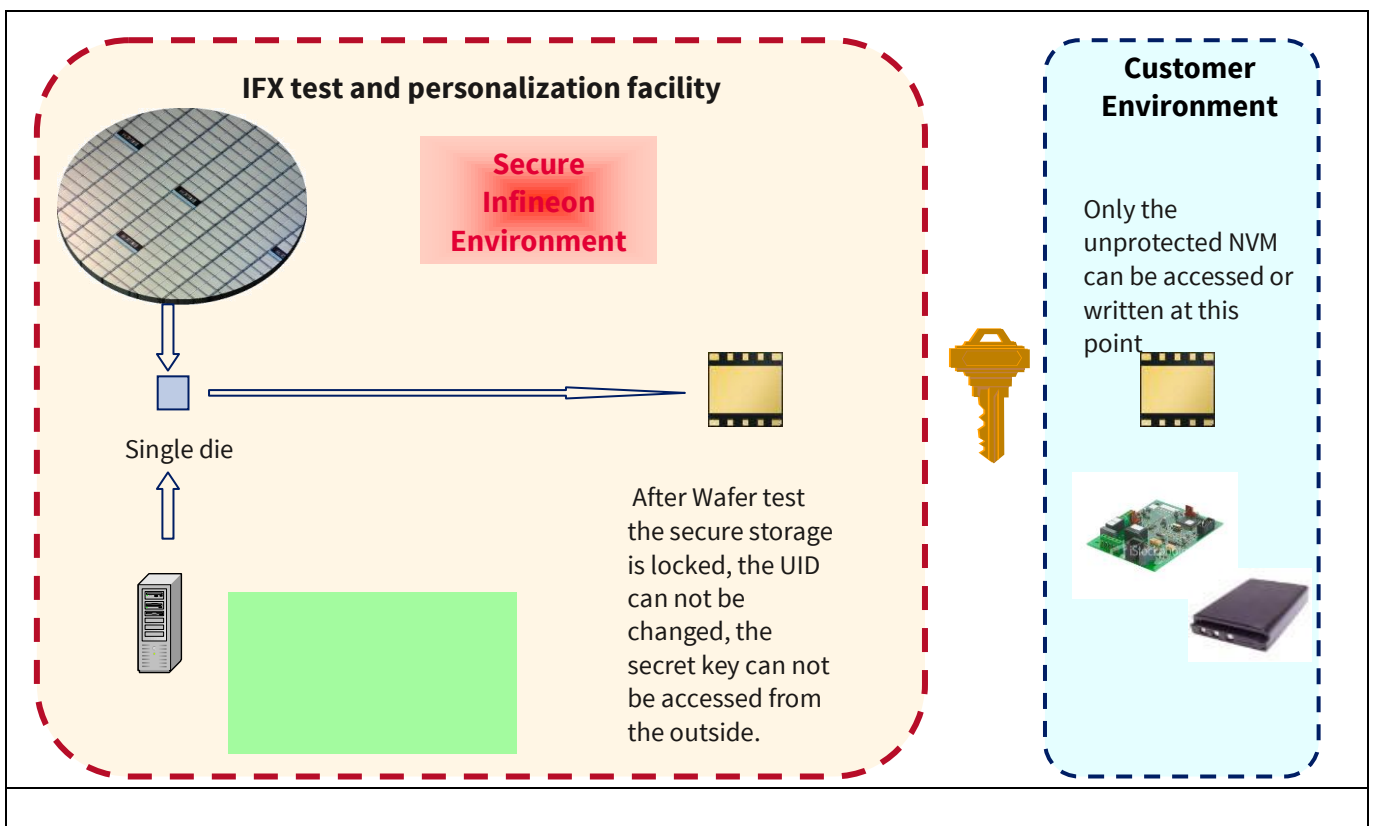 IFX test and personalization facility
Secure
Infineon
Environment
Single die
After Wafer test
the secure storage
is locked, the UID
can not be
changed, the
secret key can not
be accessed from
the outside.
Customer
Environment
Only the
unprotected NVM
can be accessed or
written at this
point